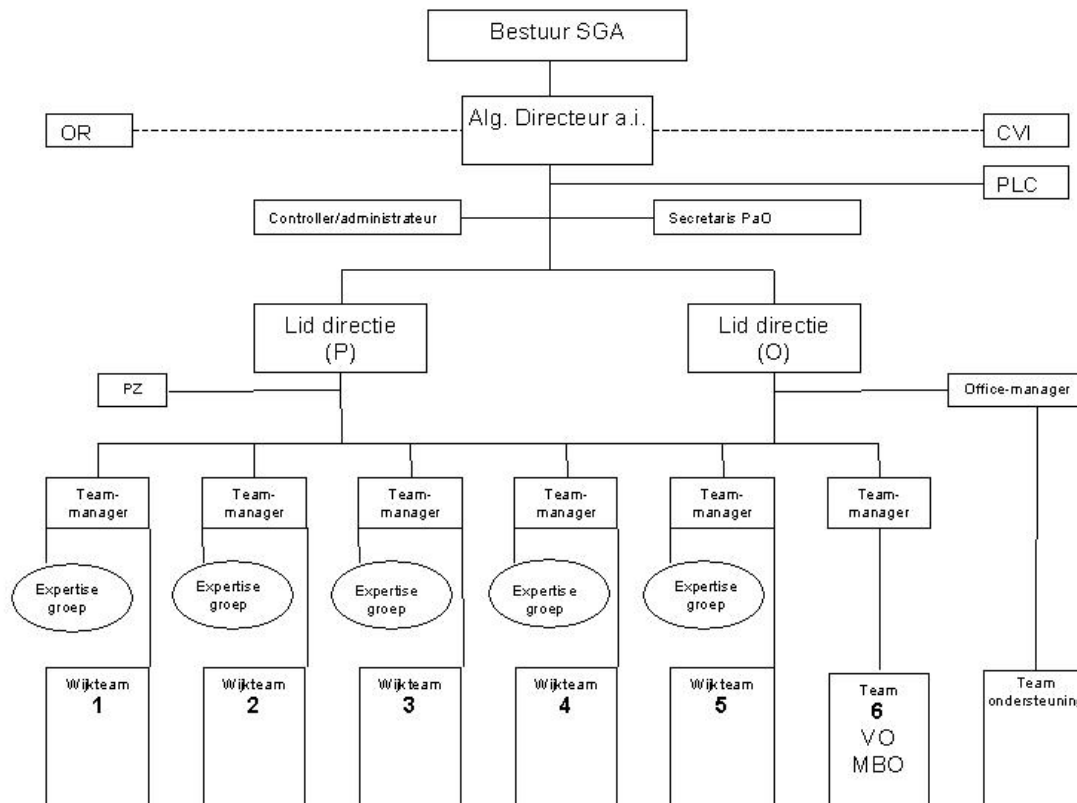 Bestuur SGA
Alg. Directeur a.i.
OR
CVI
PLC
Controller/administrateur
Secretaris PaO
Lid directie
(P)
Lid directie
(O)
PZ
Office-manager
Team-
manager
Team-
manager
Team-
manager
Team-
manager
Team-
manager
Team-
manager
Expertise
groep
Expertise
groep
Expertise
groep
Expertise
groep
Expertise
groep
Wijkteam
1
Wijkteam
2
Wijkteam
3
Wijkteam
4
Wijkteam
5
Team
6
VO
MBO
Team
ondersteuning